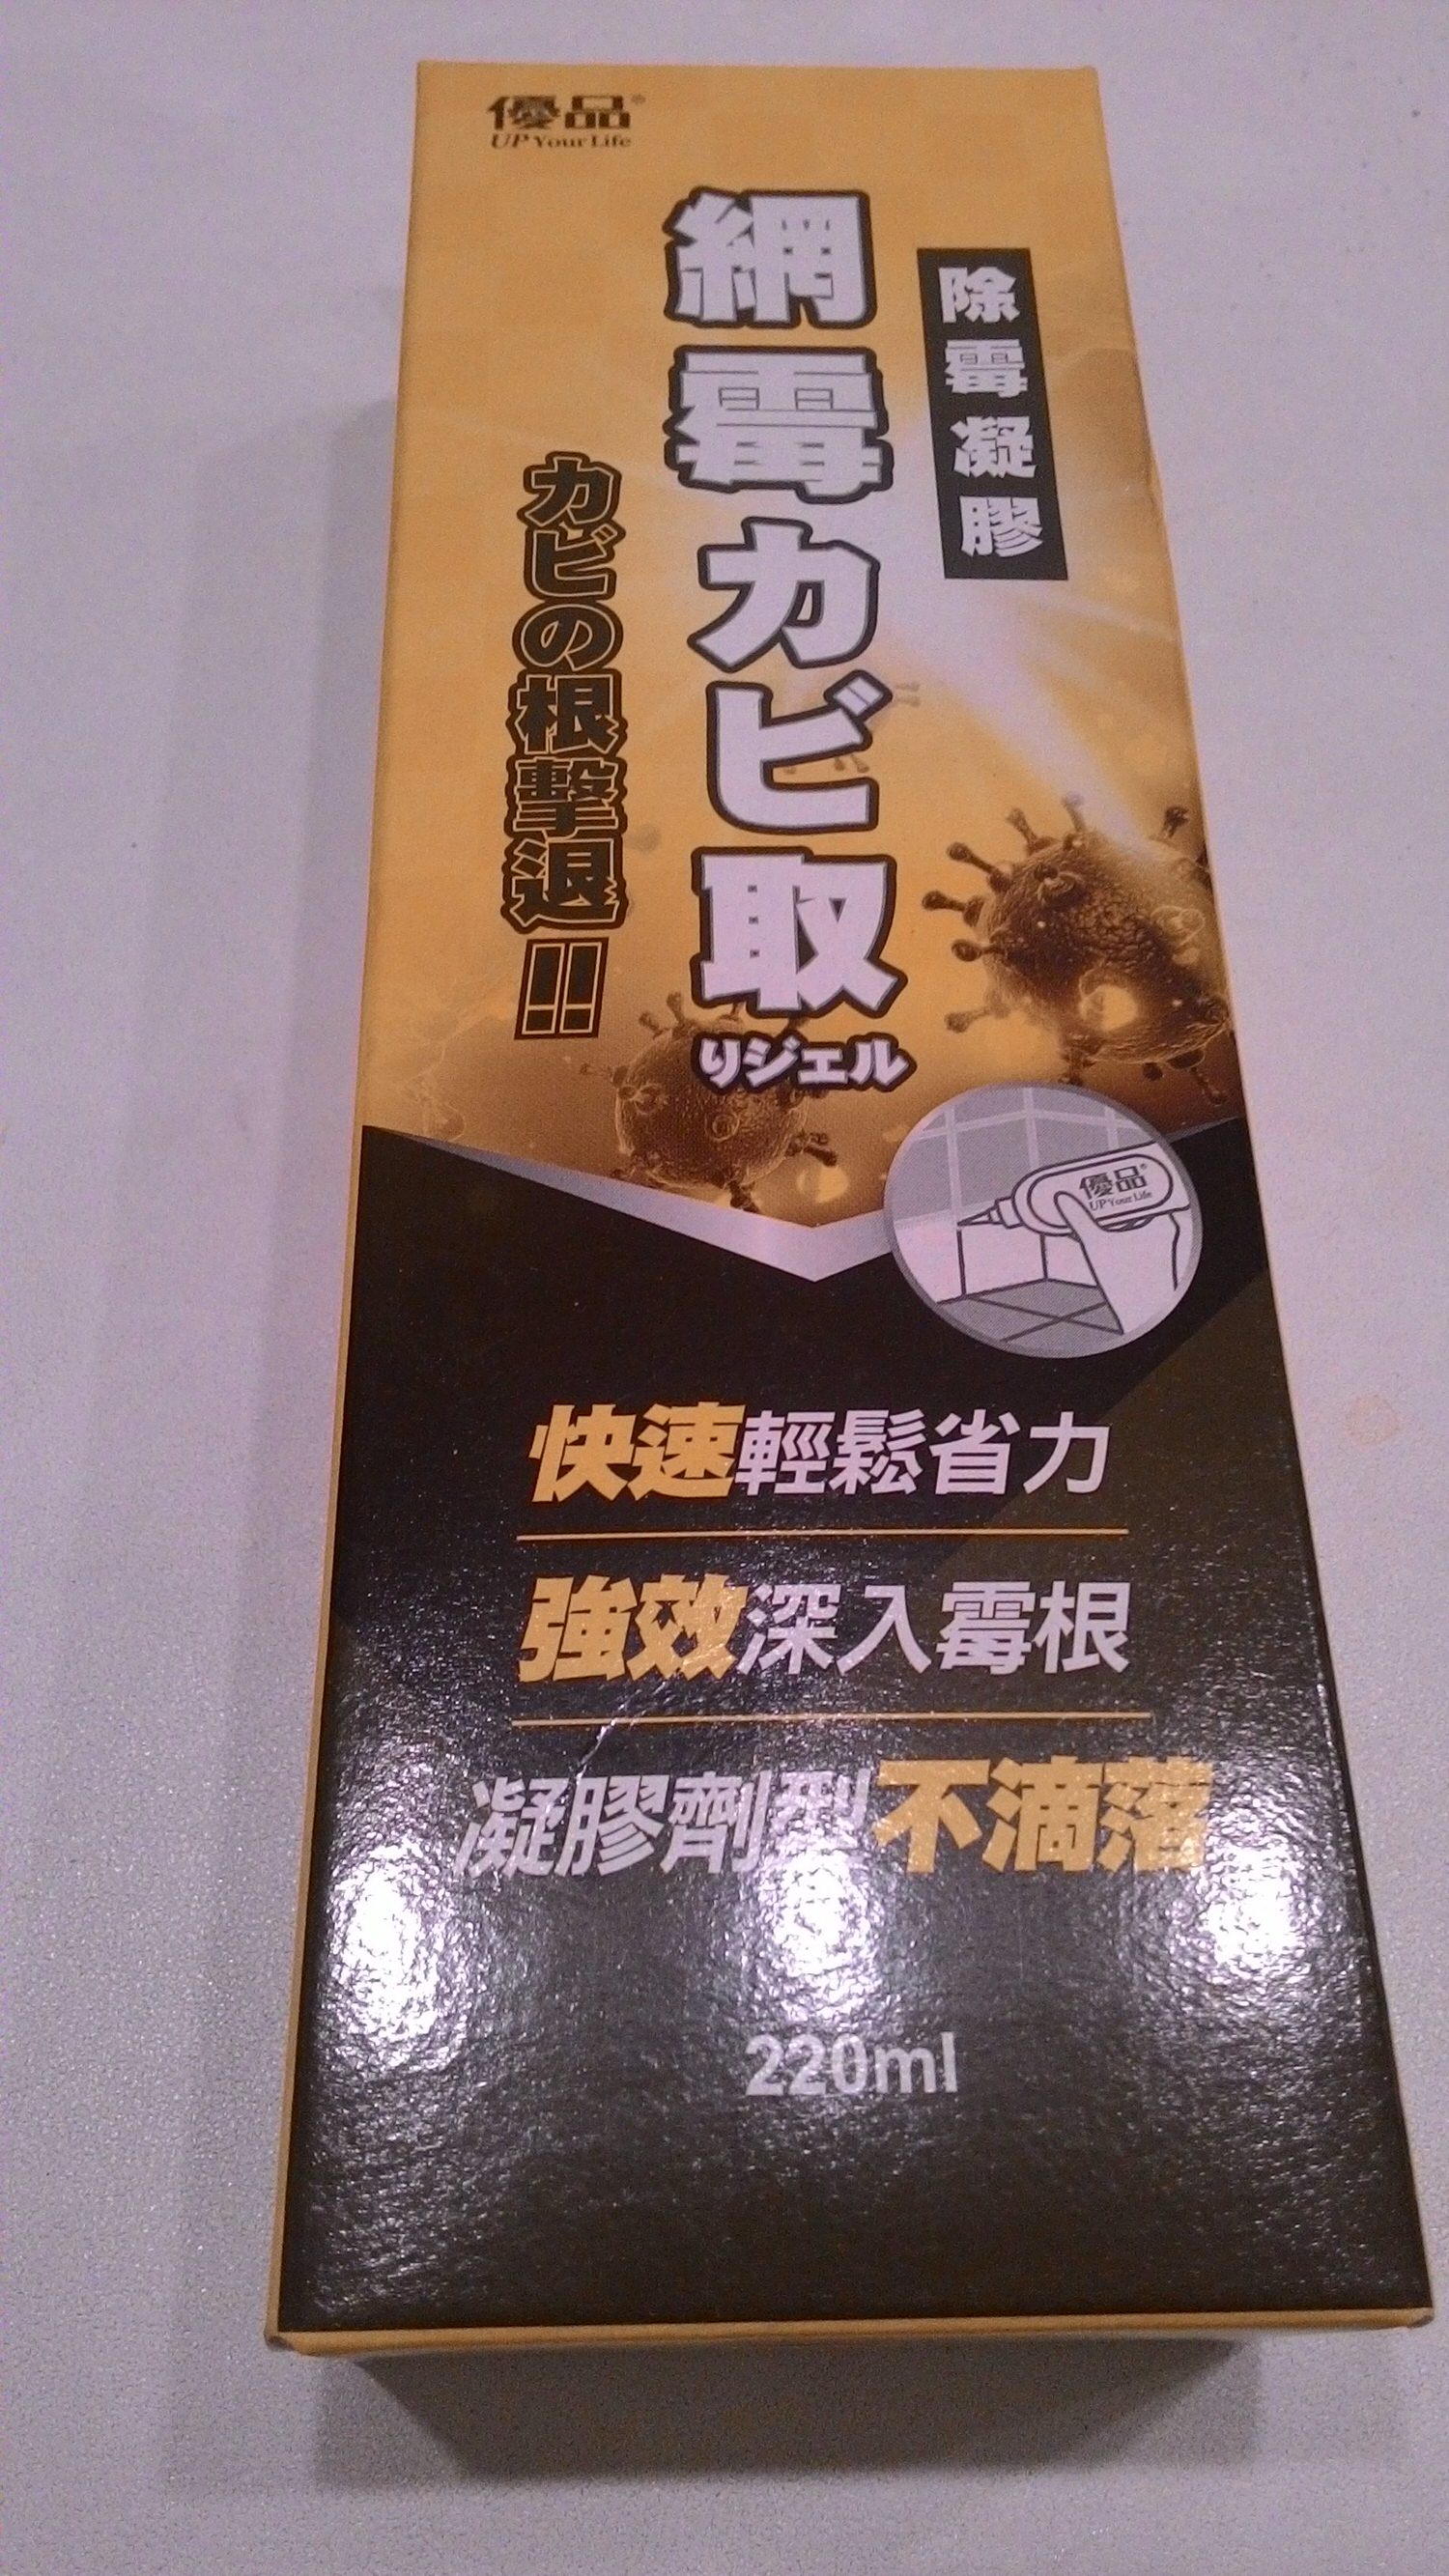 優品®
UP Your Life
除霉凝膠
網霉カビ取
りジェル
カビの根撃退!!
優品®
UP Your Life
快速輕鬆省力
強效深入霉根
凝膠劑型不滴落
220ml